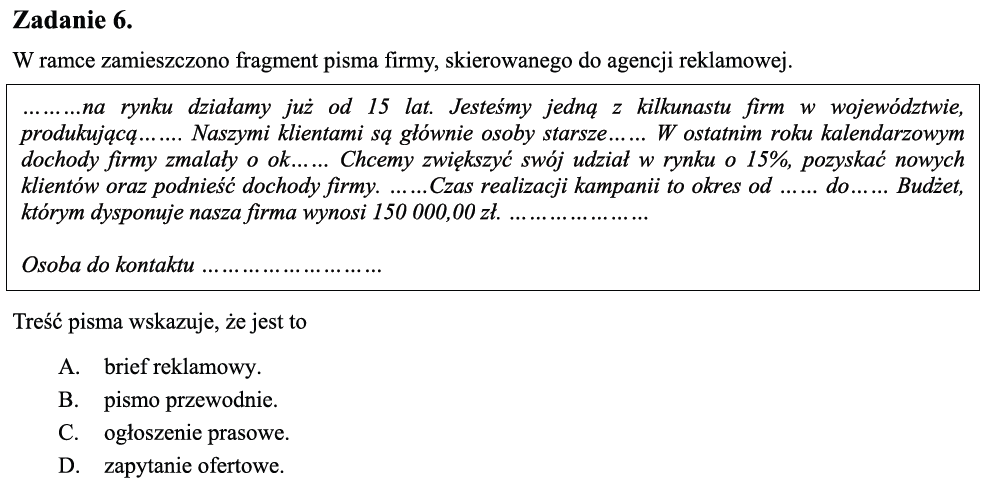 Zadanie 6.
W ramce zamieszczono fragment pisma firmy, skierowanego do agencji reklamowej.
………na rynku działamy już od 15 lat. Jesteśmy jedną z kilkunastu firm w województwie,
produkującą……. Naszymi klientami są głównie osoby starsze…… W ostatnim roku kalendarzowym
dochody firmy zmalały o ok…… Chcemy zwiększyć swój udział w rynku o 15%, pozyskać nowych
klientów oraz podnieść dochody firmy. ……Czas realizacji kampanii to okres od …… do…… Budżet,
którym dysponuje nasza firma wynosi 150 000,00 zł. …………………
Osoba do kontaktu ………………………
Treść pisma wskazuje, że jest to
A. brief reklamowy.
B. pismo przewodnie.
C. ogłoszenie prasowe.
D. zapytanie ofertowe.